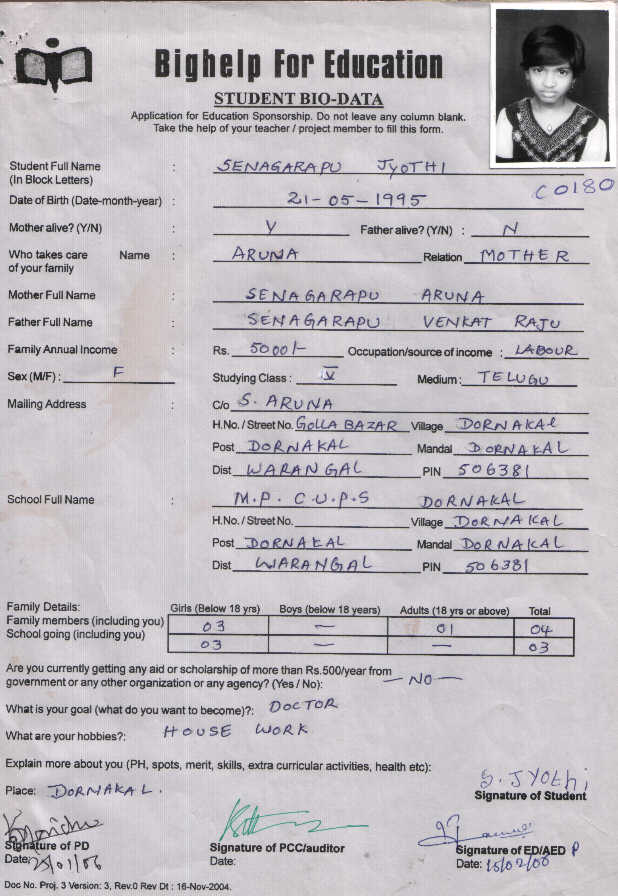 Bighelp For Education
STUDENT BIO-DATA
Application for Education Sponsorship. Do not leave any column blank.
Take the help of your teacher / project member to fill this form.
Student Full Name : SENAGARAPU JYOTHI
(In Block Letters)
C0180
Date of Birth (Date-month-year) : 21-05-1995
Mother alive? (Y/N) : Y Father alive? (Y/N) : N
Who takes care Name : ARUNA Relation MOTHER
of your family
Mother Full Name : SENAGARAPU ARUNA
Father Full Name : SENAGARAPU VENKAT RAJU
Family Annual Income : Rs. 5000/- Occupation/source of income : LABOUR
Sex (M/F) : F Studying Class : V Medium : TELUGU
Mailing Address : C/o S. ARUNA
H.No. / Street No. GOLLA BAZAR Village DORNAKAL
Post DORNAKAL Mandal DORNAKAL
Dist WARANGAL PIN 506381
School Full Name : M.P. C.U.P.S DORNAKAL
H.No. / Street No. Village DORNAKAL
Post DORNAKAL Mandal DORNAKAL
Dist WARANGAL PIN 506381
Family Details: Girls (Below 18 yrs) Boys (below 18 years) Adults (18 yrs or above) Total
Family members (including you) 03 — 01 04
School going (including you) 03 — — 03
Are you currently getting any aid or scholarship of more than Rs.500/year from
government or any other organization or any agency? (Yes / No): — NO —
What is your goal (what do you want to become)?: DOCTOR
What are your hobbies?: HOUSE WORK
Explain more about you (PH, spots, merit, skills, extra curricular activities, health etc):
Place: DORNAKAL.
S. JYOthi
Signature of Student
Signature of PD Signature of PCC/auditor Signature of ED/AED P
Date: Date: Date: 15/02/06
Doc No. Proj. 3 Version: 3, Rev.0 Rev Dt : 16-Nov-2004.